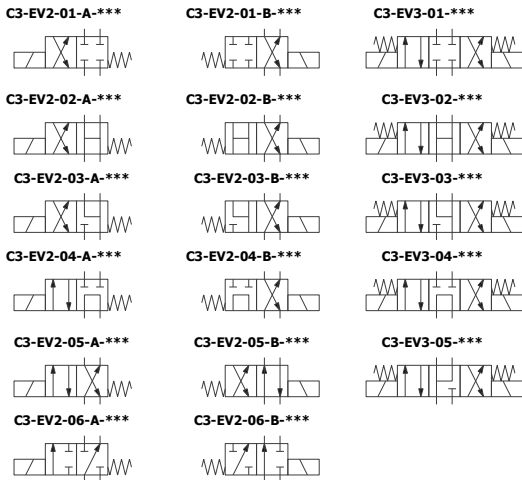 C3-EV2-01-A-*** C3-EV2-01-B-*** C3-EV3-01-***
C3-EV2-02-A-*** C3-EV2-02-B-*** C3-EV3-02-***
C3-EV2-03-A-*** C3-EV2-03-B-*** C3-EV3-03-***
C3-EV2-04-A-*** C3-EV2-04-B-*** C3-EV3-04-***
C3-EV2-05-A-*** C3-EV2-05-B-*** C3-EV3-05-***
C3-EV2-06-A-*** C3-EV2-06-B-***